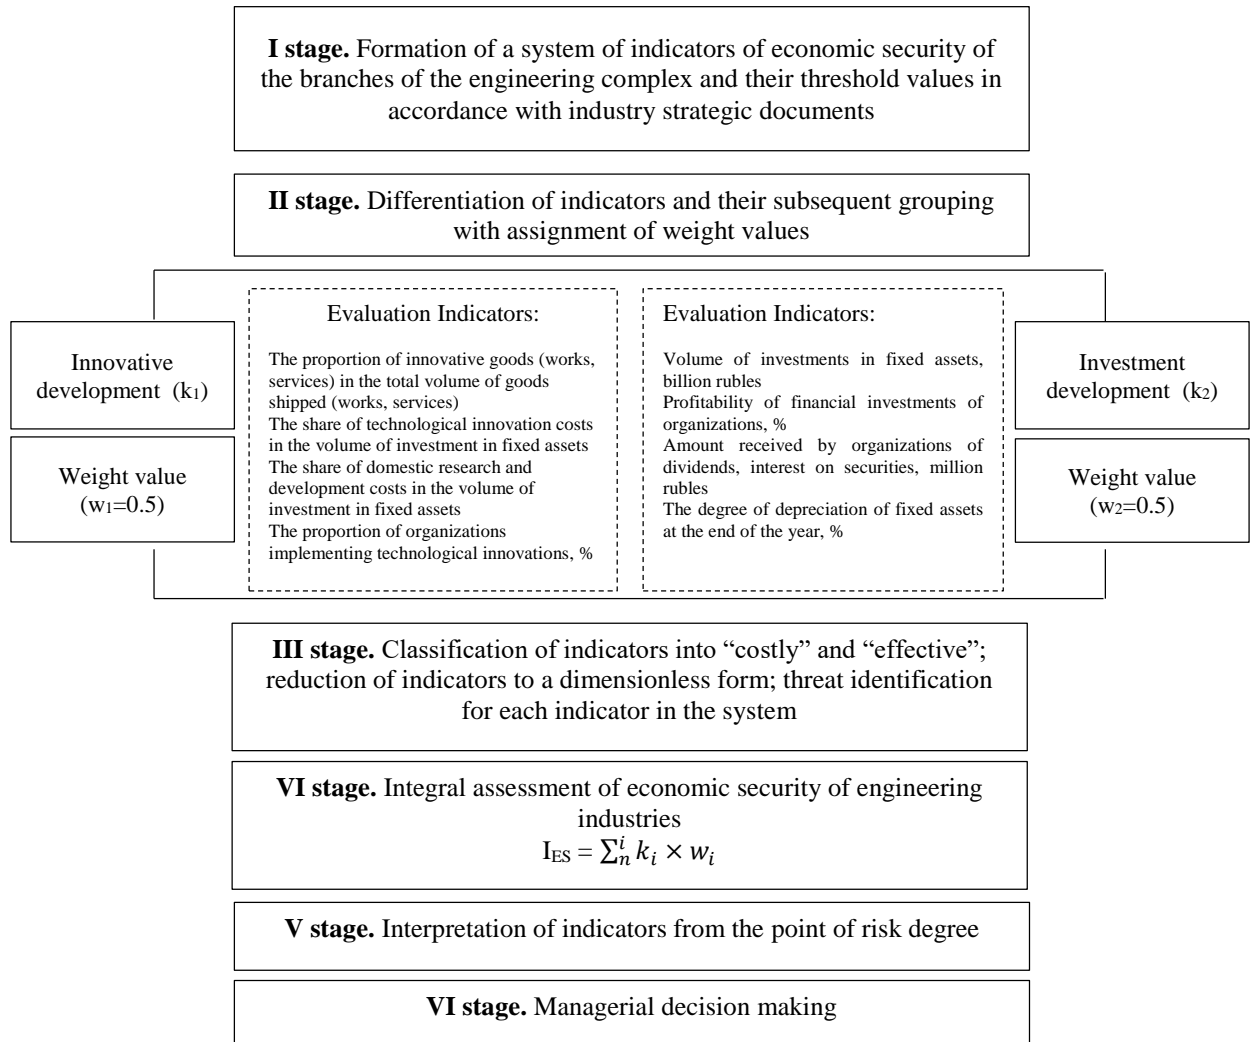 I stage. Formation of a system of indicators of economic security of
the branches of the engineering complex and their threshold values in
accordance with industry strategic documents
II stage. Differentiation of indicators and their subsequent grouping
with assignment of weight values
Innovative
development (k₁)
Weight value
(w₁=0.5)
Evaluation Indicators:
The proportion of innovative goods (works,
services) in the total volume of goods
shipped (works, services)
The share of technological innovation costs
in the volume of investment in fixed assets
The share of domestic research and
development costs in the volume of
investment in fixed assets
The proportion of organizations
implementing technological innovations, %
Evaluation Indicators:
Volume of investments in fixed assets,
billion rubles
Profitability of financial investments of
organizations, %
Amount received by organizations of
dividends, interest on securities, million
rubles
The degree of depreciation of fixed assets
at the end of the year, %
Investment
development (k₂)
Weight value
(w₂=0.5)
III stage. Classification of indicators into “costly” and “effective”;
reduction of indicators to a dimensionless form; threat identification
for each indicator in the system
VI stage. Integral assessment of economic security of engineering
industries
I_ES = ∑ⁱₙ kᵢ × wᵢ
V stage. Interpretation of indicators from the point of risk degree
VI stage. Managerial decision making